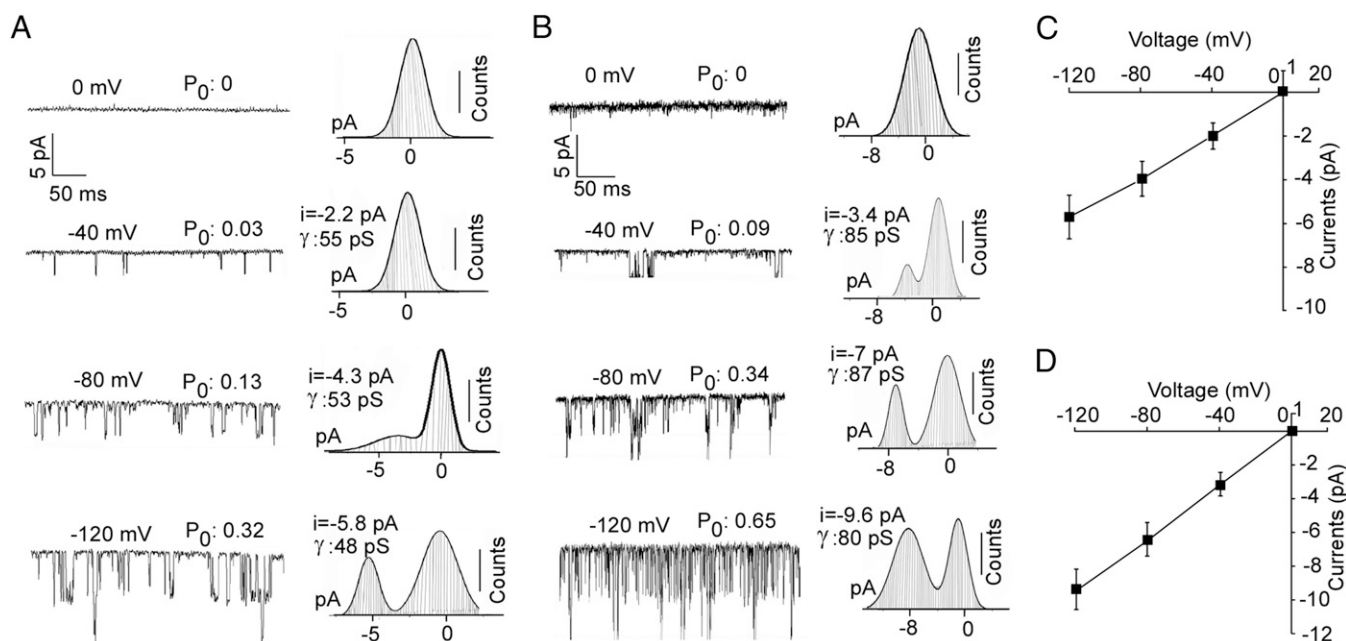 A
0 mV P0: 0
Counts
pA
-5 0
5 pA
50 ms
-40 mV P0: 0.03
i=-2.2 pA
γ:55 pS
Counts
pA
-5 0
-80 mV P0: 0.13
i=-4.3 pA
γ:53 pS
Counts
pA
-5 0
-120 mV P0: 0.32
i=-5.8 pA
γ:48 pS
Counts
pA
-5 0
B
0 mV P0: 0
Counts
pA
-8 0
5 pA
50 ms
-40 mV P0: 0.09
i=-3.4 pA
γ:85 pS
Counts
pA
-8 0
-80 mV P0: 0.34
i=-7 pA
γ:87 pS
Counts
pA
-8 0
-120 mV P0: 0.65
i=-9.6 pA
γ:80 pS
Counts
pA
-8 0
C
Voltage (mV)
-120 -80 -40 0 1 20
-2
-4
-6
-8
-10
Currents (pA)
D
Voltage (mV)
-120 -80 -40 0 1 20
-2
-4
-6
-8
-10
-12
Currents (pA)